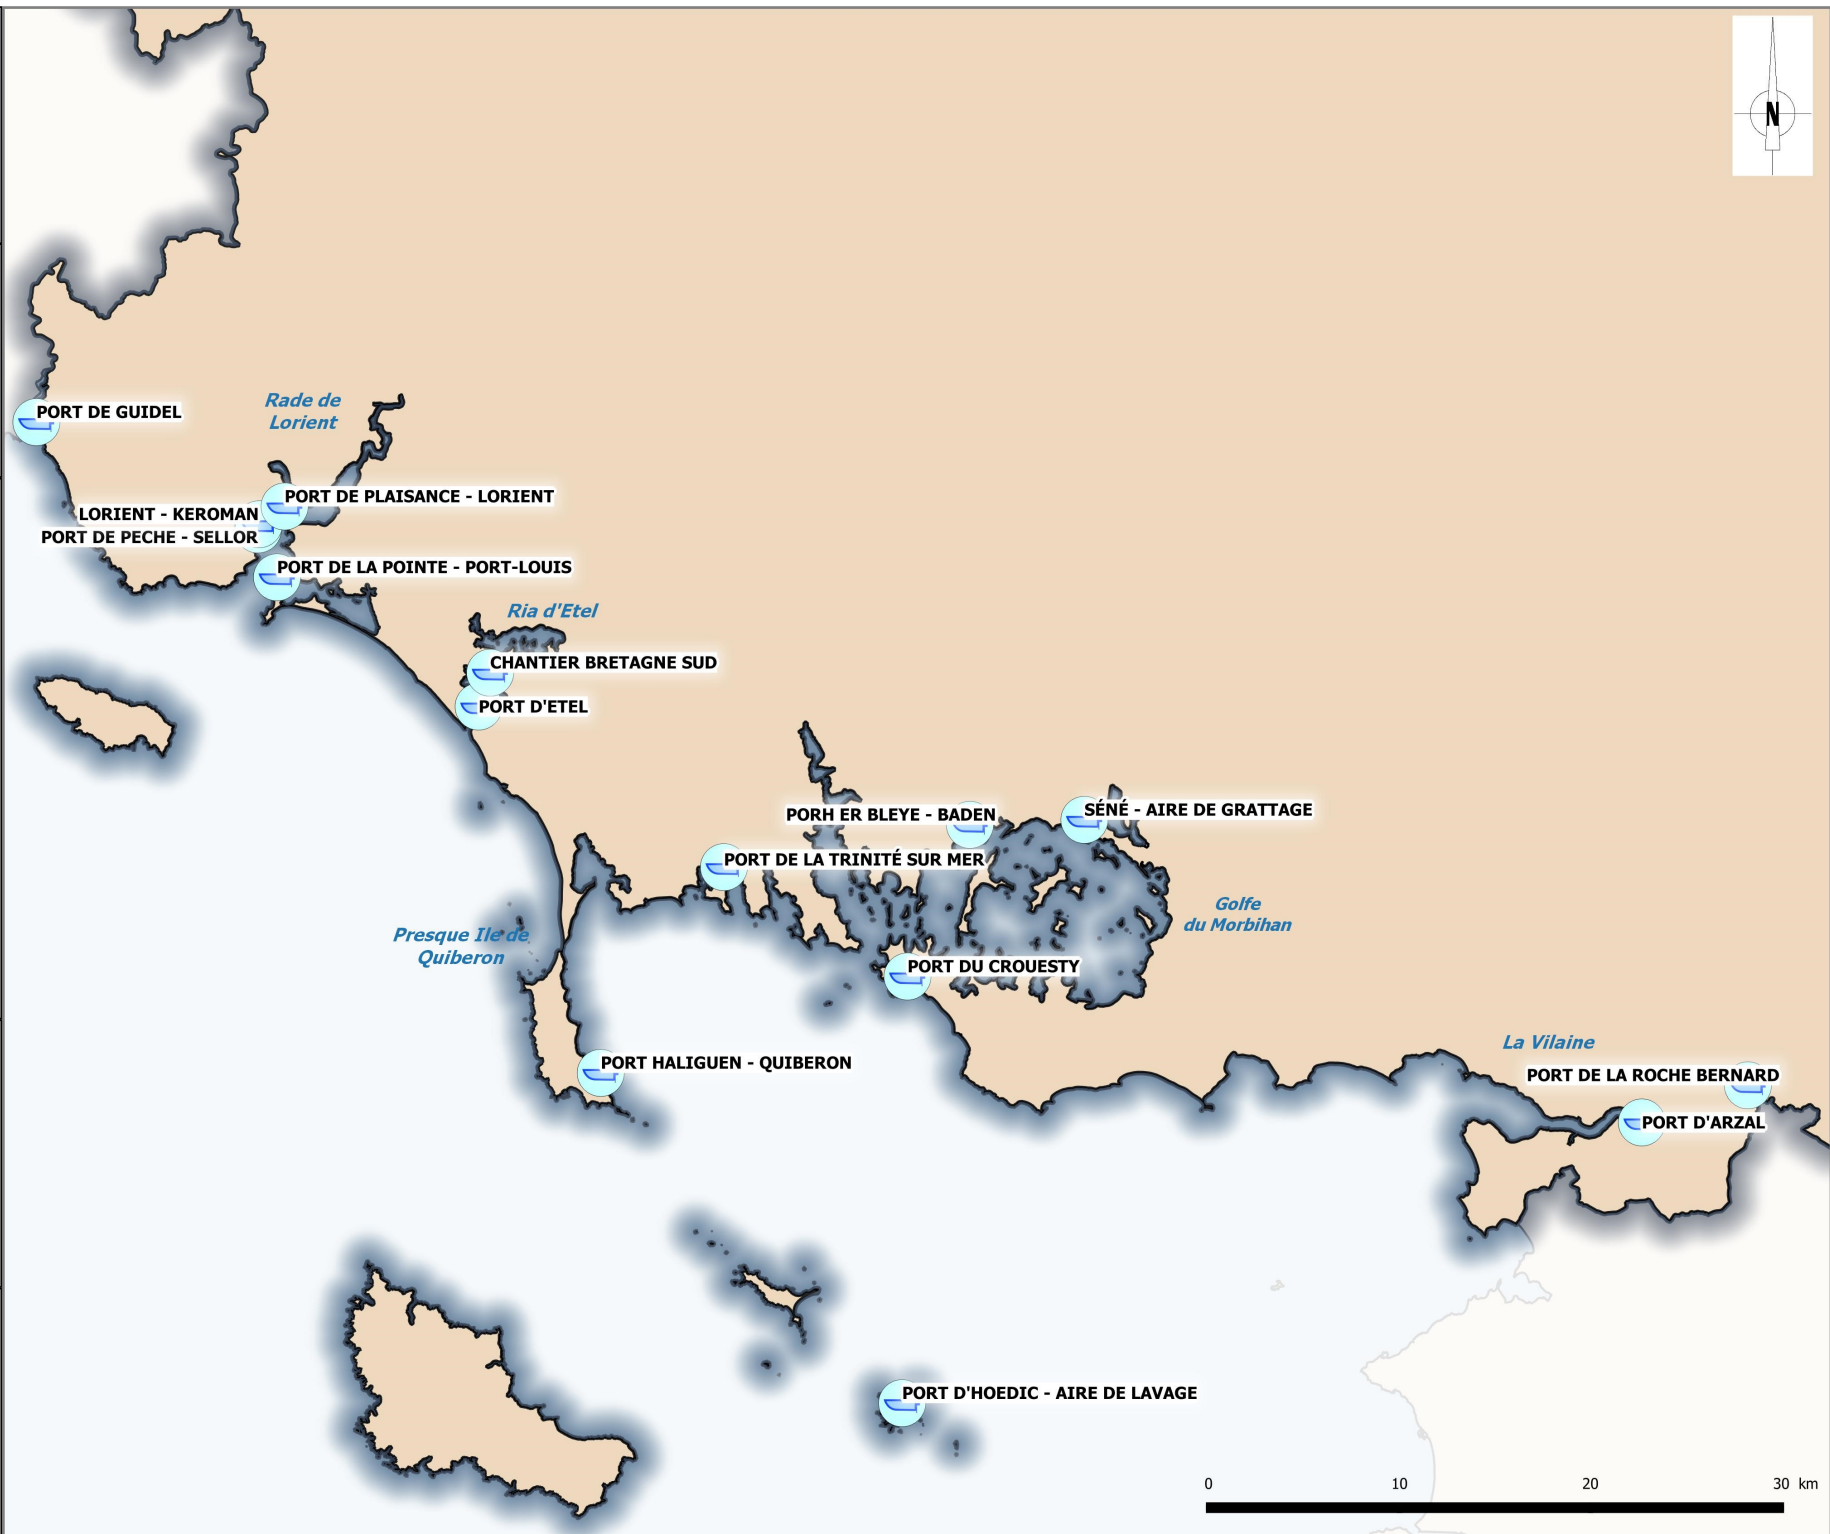 N
Rade de
Lorient
PORT DE GUIDEL
PORT DE PLAISANCE - LORIENT
LORIENT - KEROMAN
PORT DE PECHE - SELLOR
PORT DE LA POINTE - PORT-LOUIS
Ria d'Etel
CHANTIER BRETAGNE SUD
PORT D'ETEL
PORH ER BLEYE - BADEN
SÉNÉ - AIRE DE GRATTAGE
PORT DE LA TRINITÉ SUR MER
Golfe
du Morbihan
Presque Ile de
Quiberon
PORT DU CROUESTY
PORT HALIGUEN - QUIBERON
La Vilaine
PORT DE LA ROCHE BERNARD
PORT D'ARZAL
PORT D'HOEDIC - AIRE DE LAVAGE
0 10 20 30 km